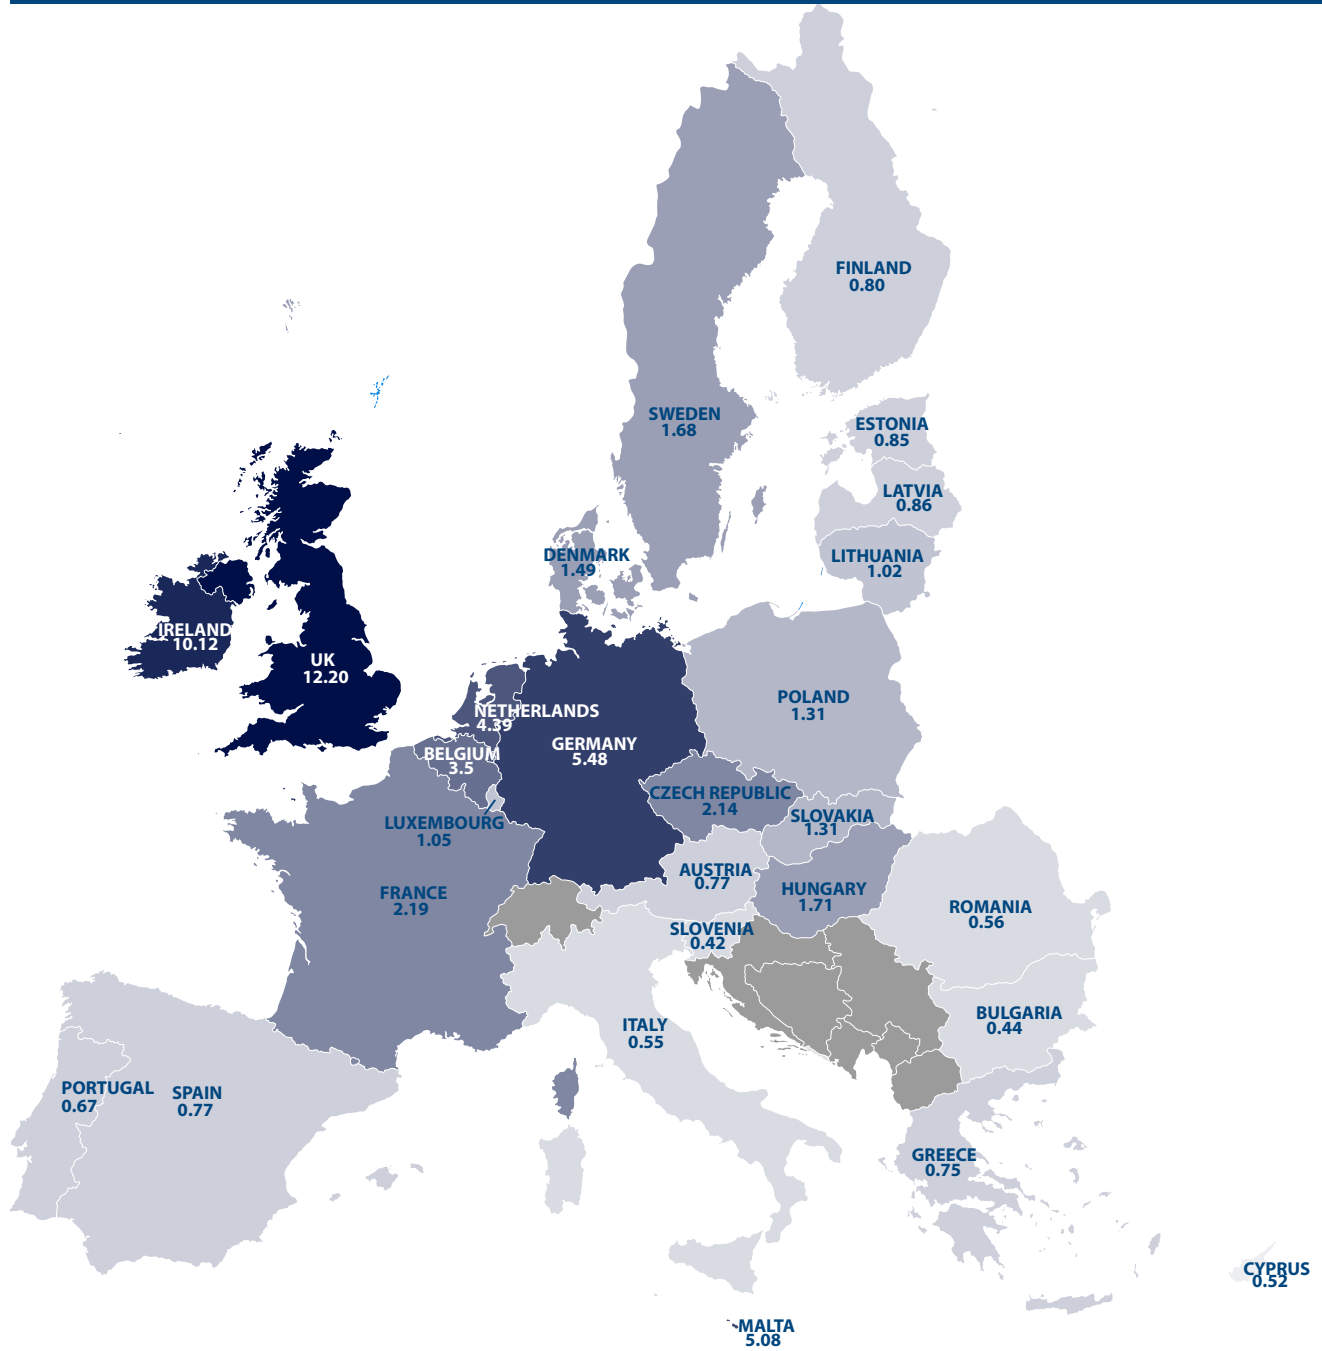 FINLAND
0.80
SWEDEN
1.68
ESTONIA
0.85
LATVIA
0.86
LITHUANIA
1.02
DENMARK
1.49
IRELAND
10.12
UK
12.20
NETHERLANDS
4.39
POLAND
1.31
GERMANY
5.48
BELGIUM
3.5
CZECH REPUBLIC
2.14
SLOVAKIA
1.31
LUXEMBOURG
1.05
AUSTRIA
0.77
HUNGARY
1.71
FRANCE
2.19
ROMANIA
0.56
SLOVENIA
0.42
BULGARIA
0.44
ITALY
0.55
PORTUGAL
0.67
SPAIN
0.77
GREECE
0.75
CYPRUS
0.52
MALTA
5.08